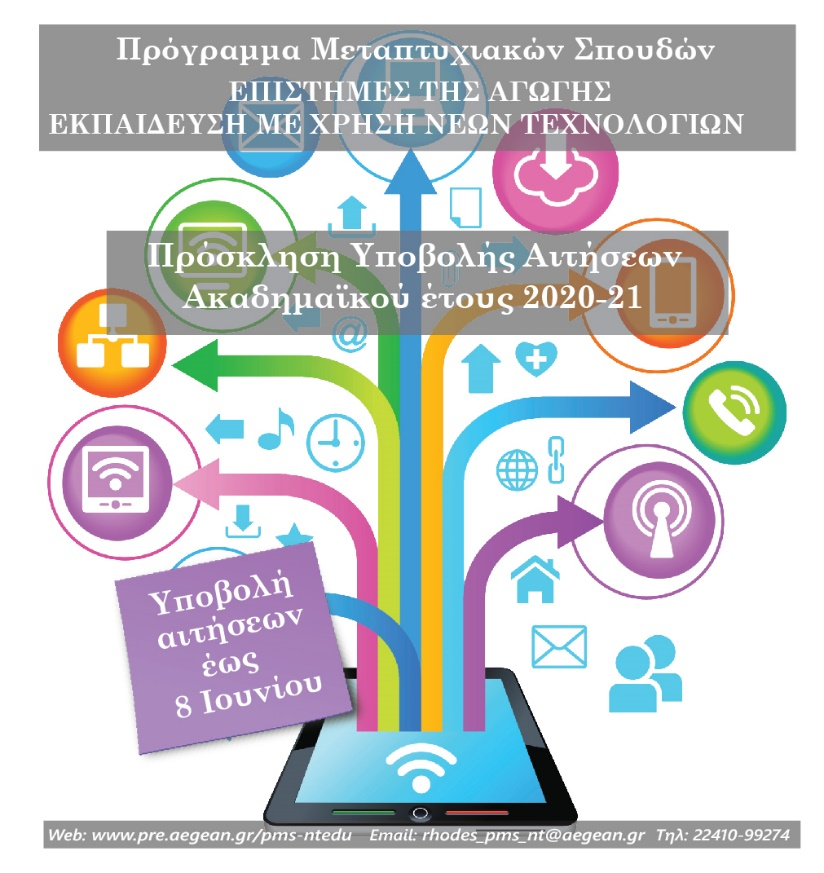 Πρόγραμμα Μεταπτυχιακών Σπουδών
ΕΠΙΣΤΗΜΕΣ ΤΗΣ ΑΓΩΓΗΣ
ΕΚΠΑΙΔΕΥΣΗ ΜΕ ΧΡΗΣΗ ΝΕΩΝ ΤΕΧΝΟΛΟΓΙΩΝ
Πρόσκληση Υποβολής Αιτήσεων
Ακαδημαϊκού έτους 2020-21
@
Υποβολή
αιτήσεων
έως
8 Ιουνίου
Web: www.pre.aegean.gr/pms-ntedu Email: rhodes_pms_nt@aegean.gr Τηλ: 22410-99274